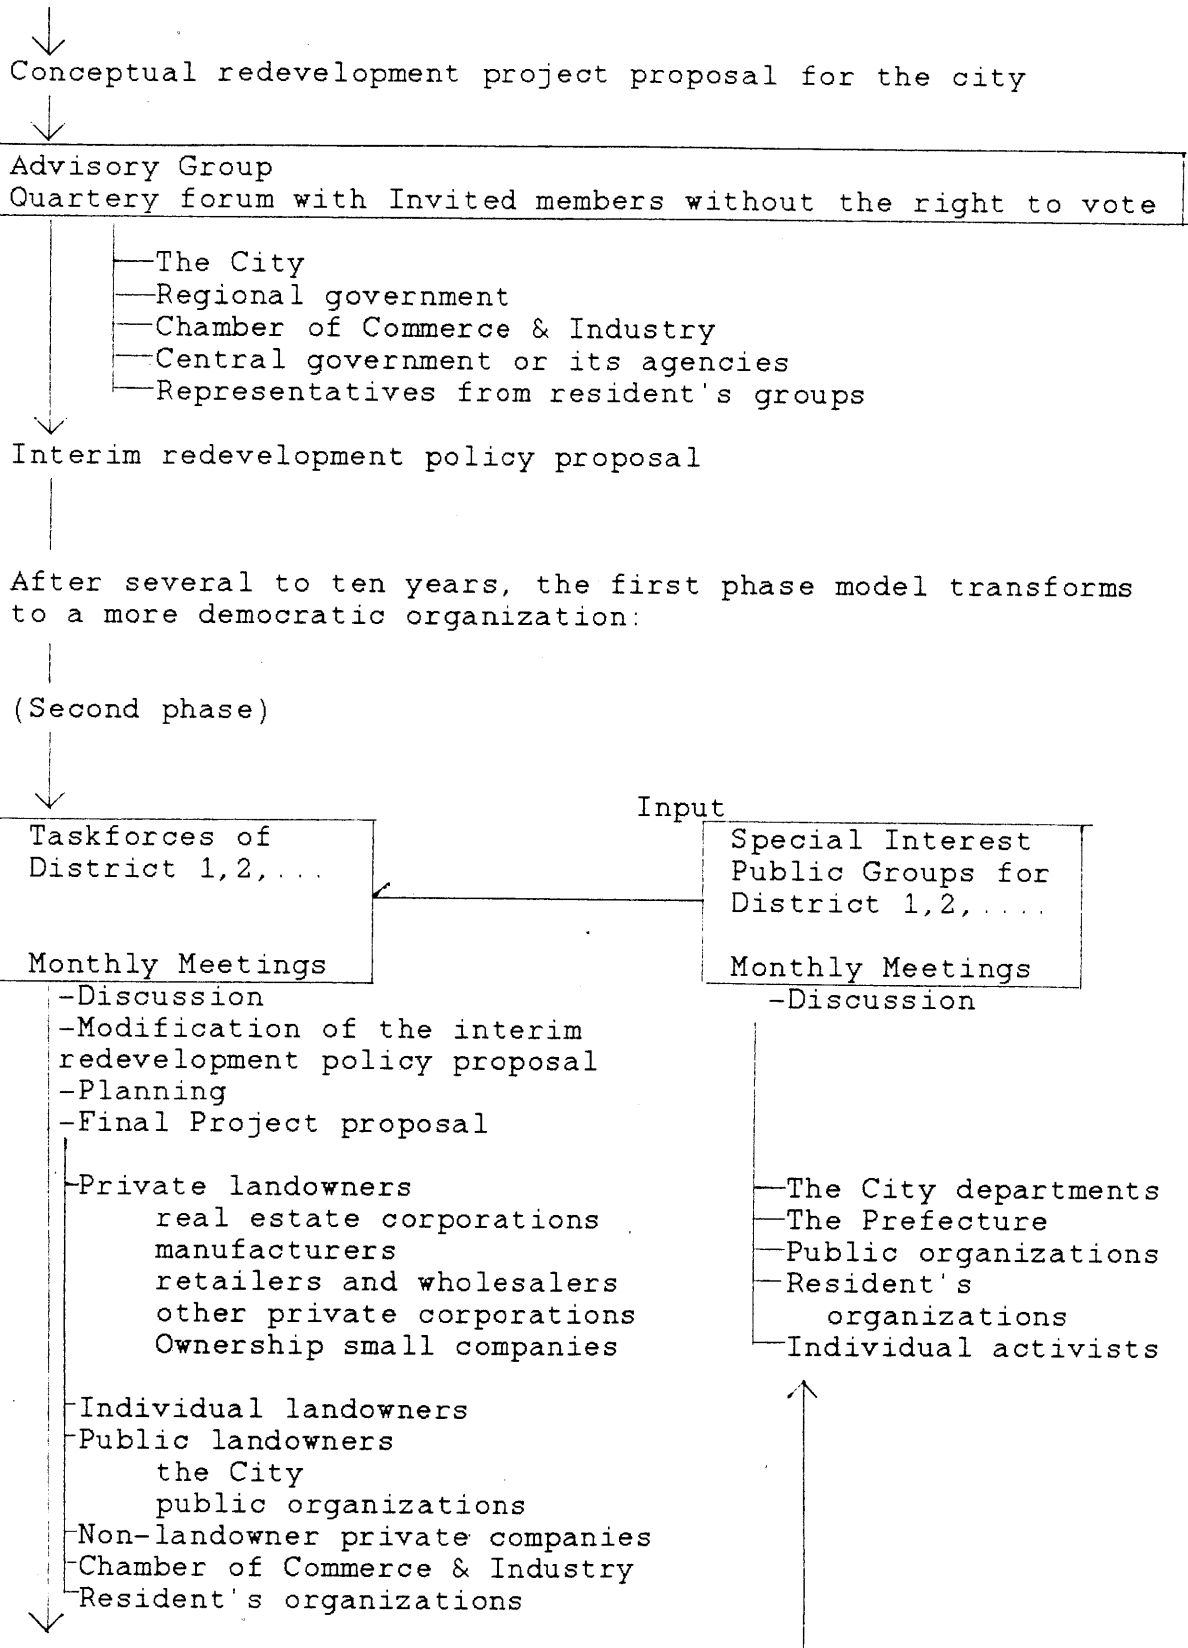 Conceptual redevelopment project proposal for the city
Advisory Group
Quartery forum with Invited members without the right to vote
The City
Regional government
Chamber of Commerce & Industry
Central government or its agencies
Representatives from resident's groups
Interim redevelopment policy proposal
After several to ten years, the first phase model transforms
to a more democratic organization:
(Second phase)
Taskforces of
District 1,2,...
Monthly Meetings
-Discussion
-Modification of the interim
redevelopment policy proposal
-Planning
-Final Project proposal
Private landowners
real estate corporations
manufacturers
retailers and wholesalers
other private corporations
Ownership small companies
Individual landowners
Public landowners
the City
public organizations
Non-landowner private companies
Chamber of Commerce & Industry
Resident's organizations
Input
Special Interest
Public Groups for
District 1,2,....
Monthly Meetings
-Discussion
The City departments
The Prefecture
Public organizations
Resident's
organizations
Individual activists